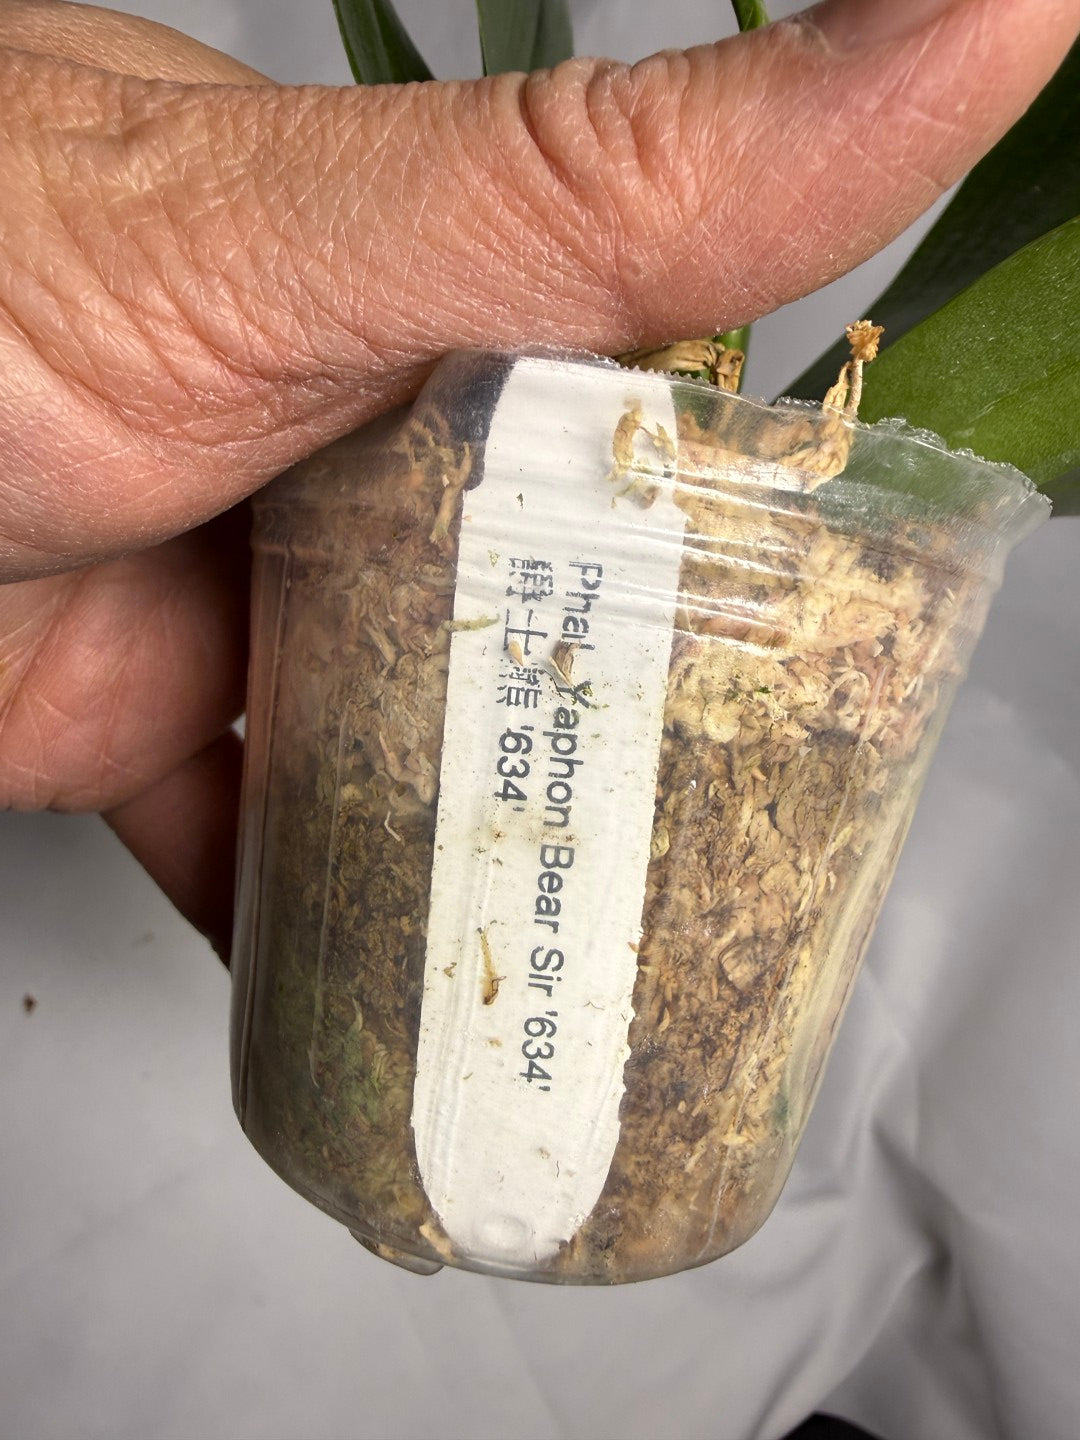 Phal. Yaphon Bear Sir '634'
爵士熊 '634'